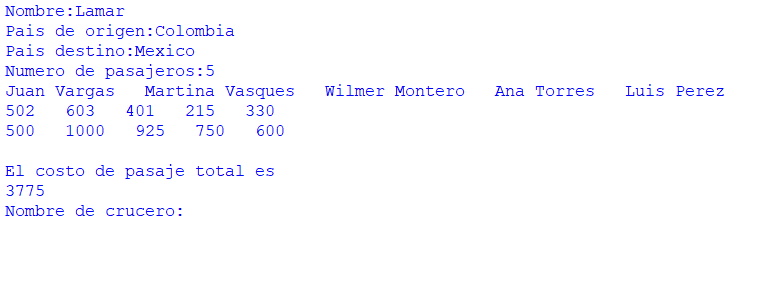 Nombre:Lamar
Pais de origen:Colombia
Pais destino:Mexico
Numero de pasajeros:5
Juan Vargas   Martina Vasques   Wilmer Montero   Ana Torres   Luis Perez
502   603   401   215   330
500   1000   925   750   600
El costo de pasaje total es
3775
Nombre de crucero: